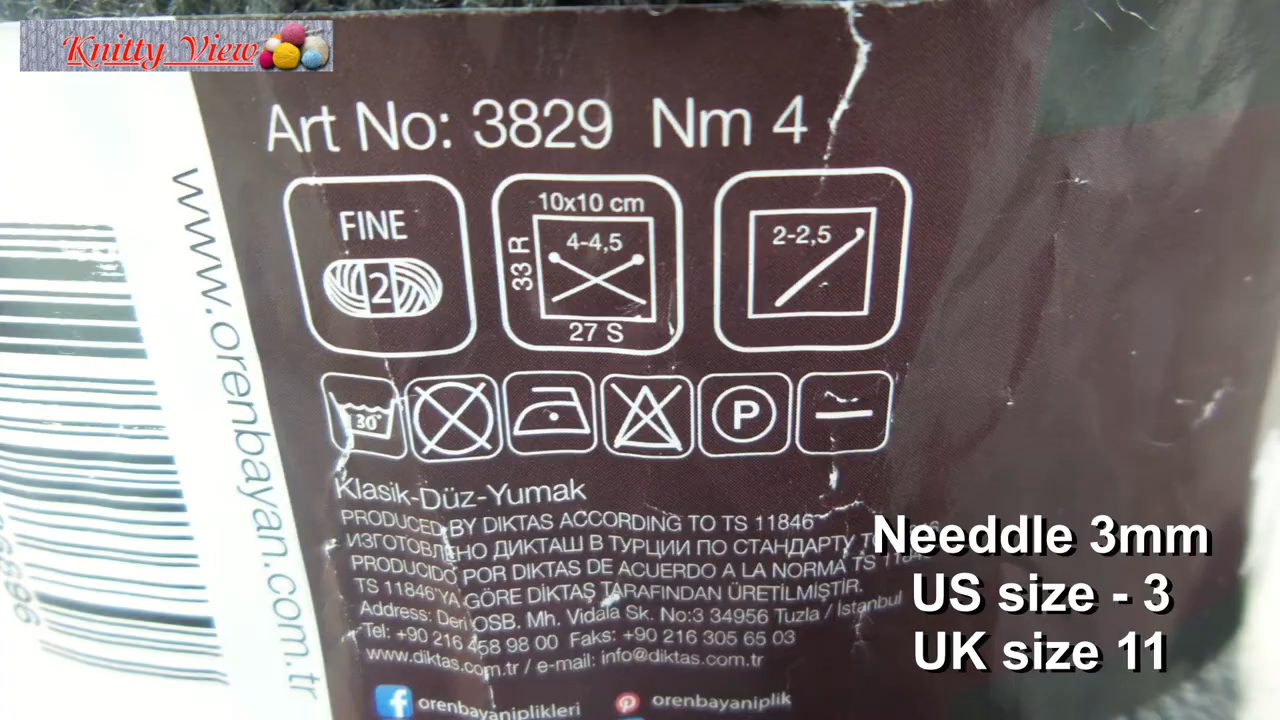 Knitty View
Art No: 3829 Nm 4
FINE
2
10x10 cm
33 R
4-4,5
27 S
2-2,5
30°
P
www.orenbayan.com.tr
Klasik-Düz-Yumak
PRODUCED BY DIKTAS ACCORDING TO TS 11846
ИЗГОТОВЛЕНО ДИКТАШ В ТУРЦИИ ПО СТАНДАРТУ
PRODUCIDO POR DIKTAS DE ACUERDO A LA NORMA TS
TS 11846'YA GÖRE DİKTAŞ TARAFINDAN ÜRETİLMİŞTİR.
Address: Deri OSB. Mh. Vidala Sk. No:3 34956 Tuzla / İstanbul
Tel: +90 216 458 98 00 Faks: +90 216 305 65 03
www.diktas.com.tr / e-mail: info@diktas.com.tr
orenbayaniplikleri
orenbayaniplik
Needdle 3mm
US size - 3
UK size 11